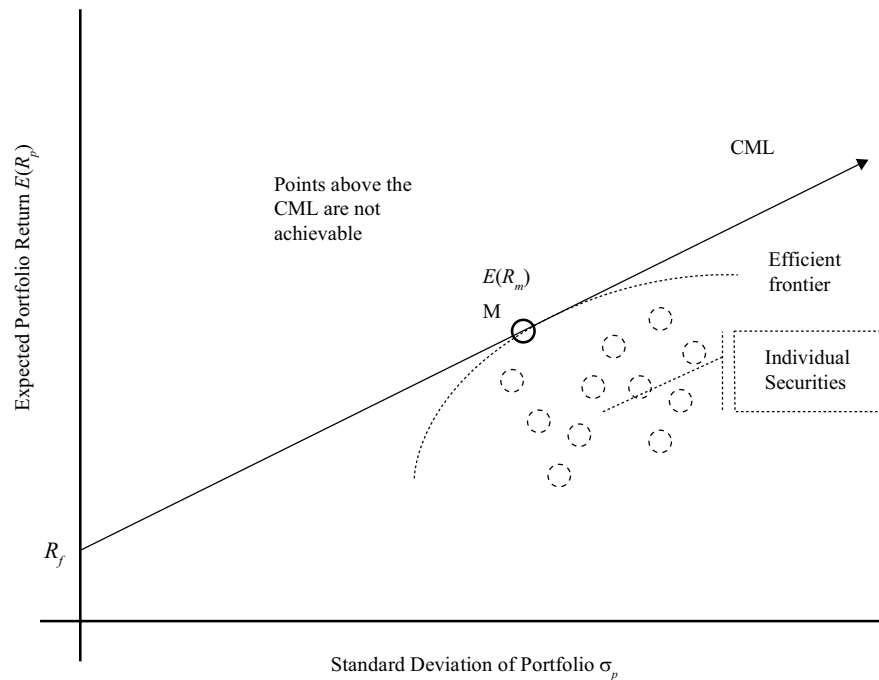 CML
Points above the
CML are not
achievable
Efficient
frontier
E(Rₘ)
M
Individual
Securities
Expected Portfolio Return E(Rₚ)
R_f
Standard Deviation of Portfolio σₚ